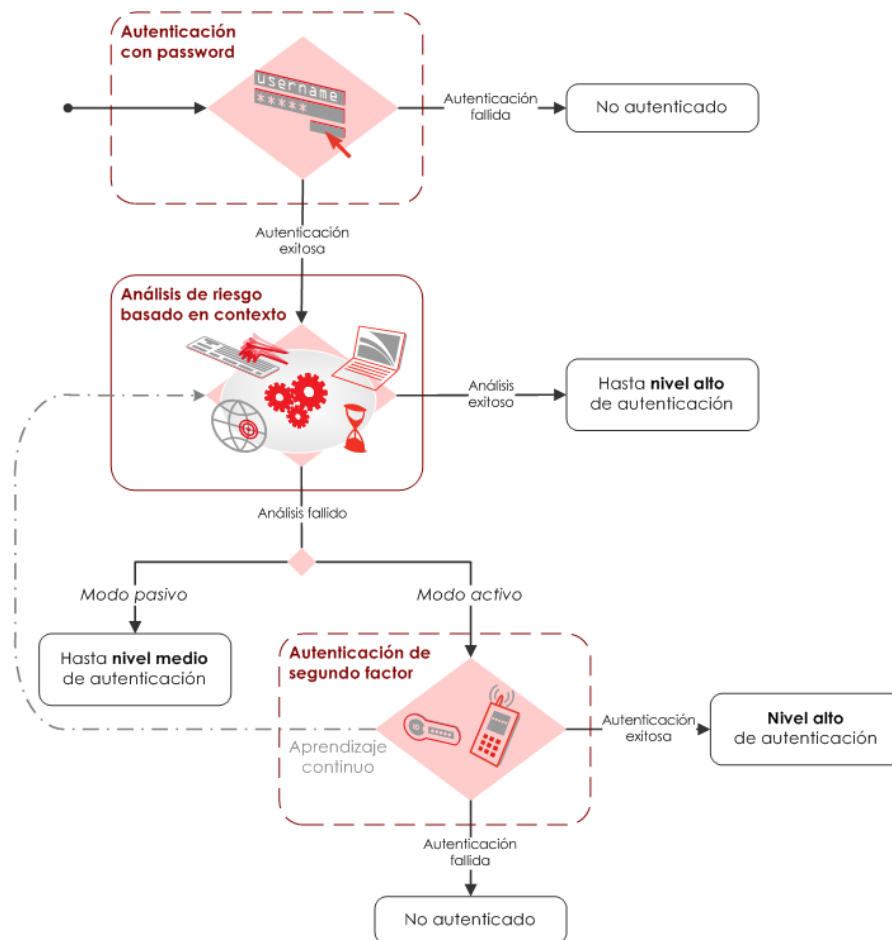 Autenticación
con password
username
*****
Autenticación
fallida
No autenticado
Autenticación
exitosa
Análisis de riesgo
basado en contexto
Análisis
exitoso
Hasta nivel alto
de autenticación
Análisis fallido
Modo pasivo
Modo activo
Hasta nivel medio
de autenticación
Autenticación de
segundo factor
Autenticación
exitosa
Nivel alto
de autenticación
Aprendizaje
continuo
Autenticación
fallida
No autenticado